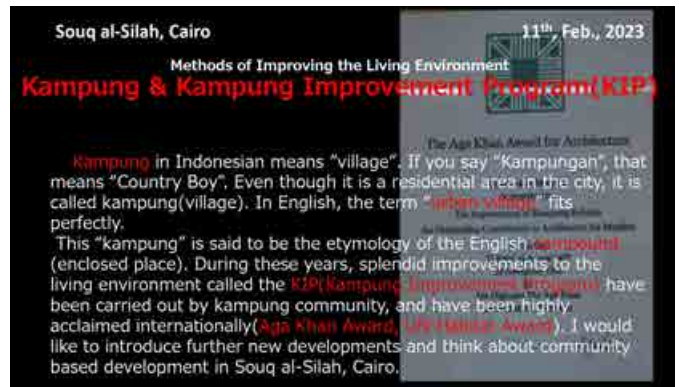 Souq al-Silah, Cairo
11th, Feb., 2023
Methods of Improving the Living Environment
Kampung & Kampung Improvement Program(KIP)
The Aga Khan Award for Architecture
Kampung in Indonesian means "village". If you say "Kampungan", that
means "Country Boy". Even though it is a residential area in the city, it is
called kampung(village). In English, the term "urban village" fits
perfectly.
This "kampung" is said to be the etymology of the English compound
(enclosed place). During these years, splendid improvements to the
living environment called the KIP(Kampung Improvement Program) have
been carried out by kampung community, and have been highly
acclaimed internationally(Aga Khan Award, UN Habitat Award). I would
like to introduce further new developments and think about community
based development in Souq al-Silah, Cairo.